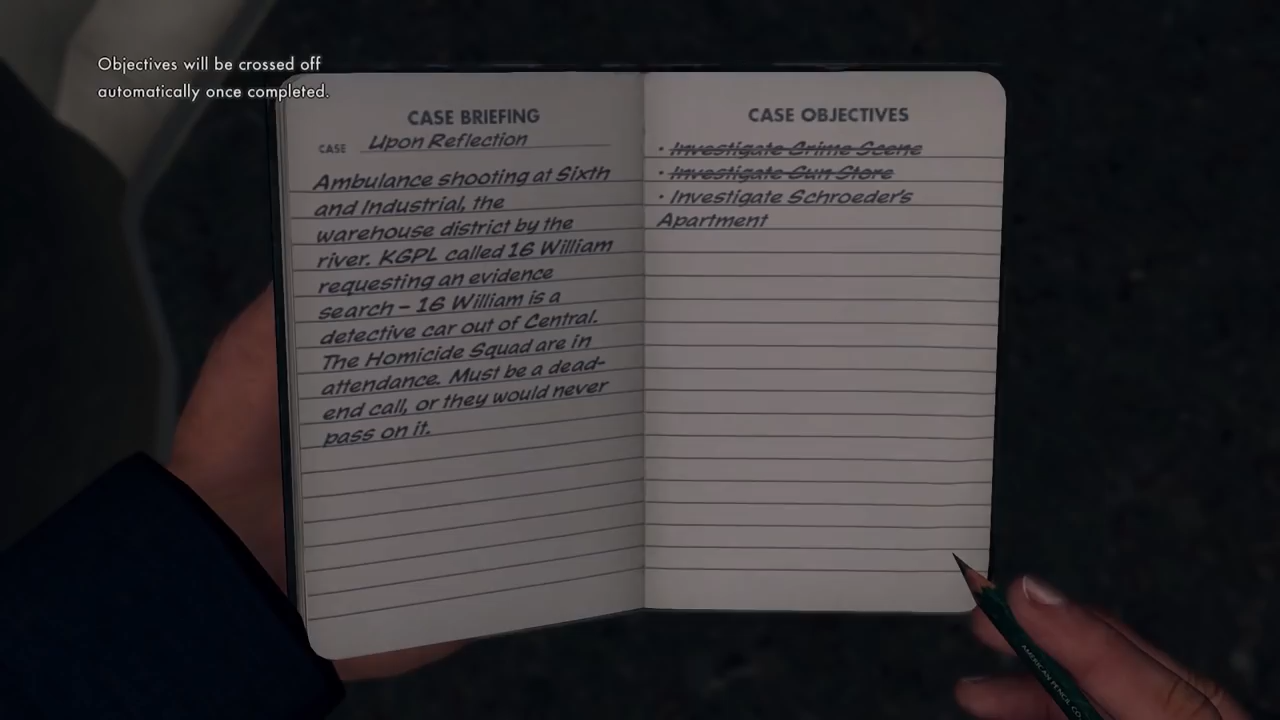 Objectives will be crossed off
automatically once completed.
CASE BRIEFING
CASE Upon Reflection
Ambulance shooting at Sixth
and Industrial, the
warehouse district by the
river. KGPL called 16 William
requesting an evidence
search – 16 William is a
detective car out of Central.
The Homicide Squad are in
attendance. Must be a dead-
end call, or they would never
pass on it.
CASE OBJECTIVES
· Investigate Crime Scene
· Investigate Gun Store
· Investigate Schroeder's
Apartment
AMERICAN PENCIL CO.